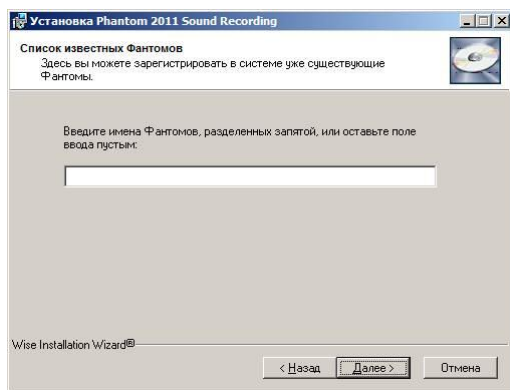 Установка Phantom 2011 Sound Recording
Список известных Фантомов
Здесь вы можете зарегистрировать в системе уже существующие
Фантомы.
Введите имена Фантомов, разделенных запятой, или оставьте поле
ввода пустым:
Wise Installation Wizard®
< Назад
Далее >
Отмена